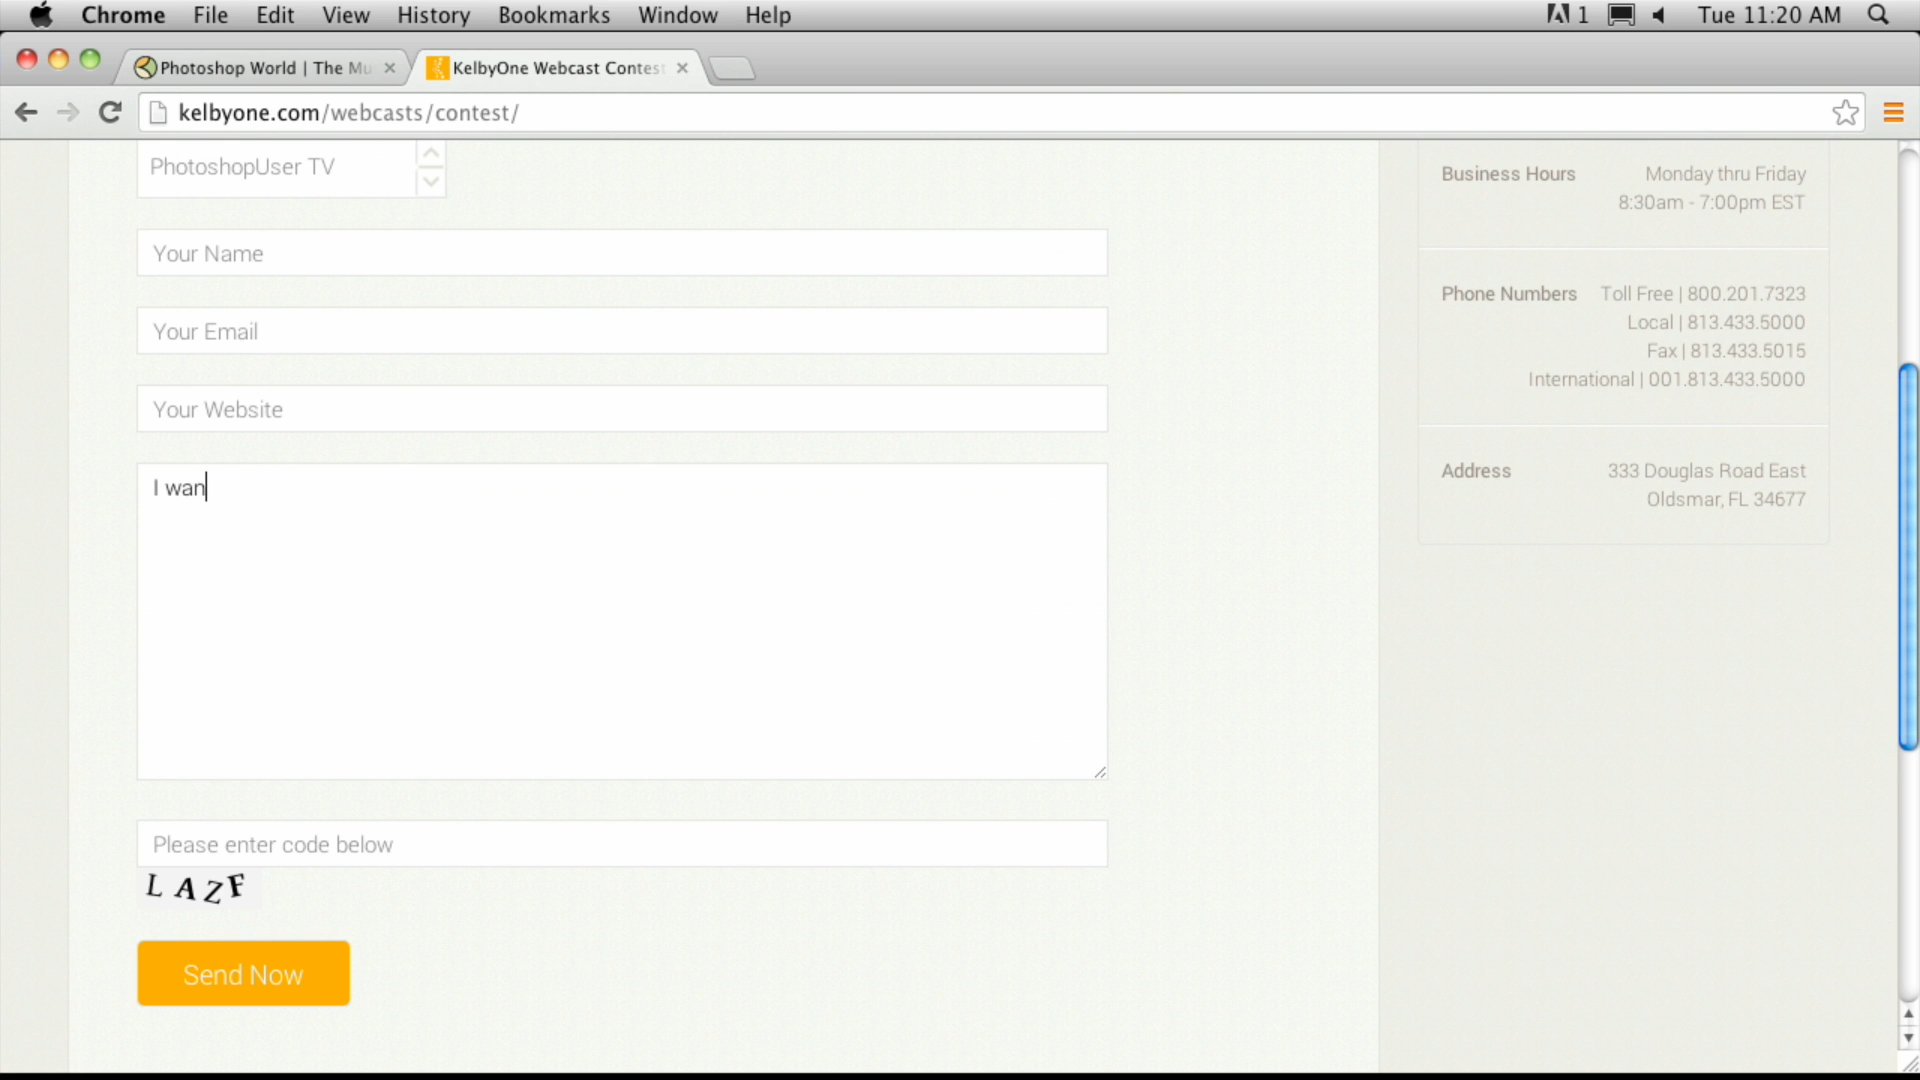 Chrome File Edit View History Bookmarks Window Help 1 Tue 11:20 AM
Photoshop World | The Mu
KelbyOne Webcast Contest
kelbyone.com/webcasts/contest/
PhotoshopUser TV
Your Name
Your Email
Your Website
I wan
Please enter code below
LAZF
Send Now
Business Hours Monday thru Friday
8:30am - 7:00pm EST
Phone Numbers Toll Free | 800.201.7323
Local | 813.433.5000
Fax | 813.433.5015
International | 001.813.433.5000
Address 333 Douglas Road East
Oldsmar, FL 34677